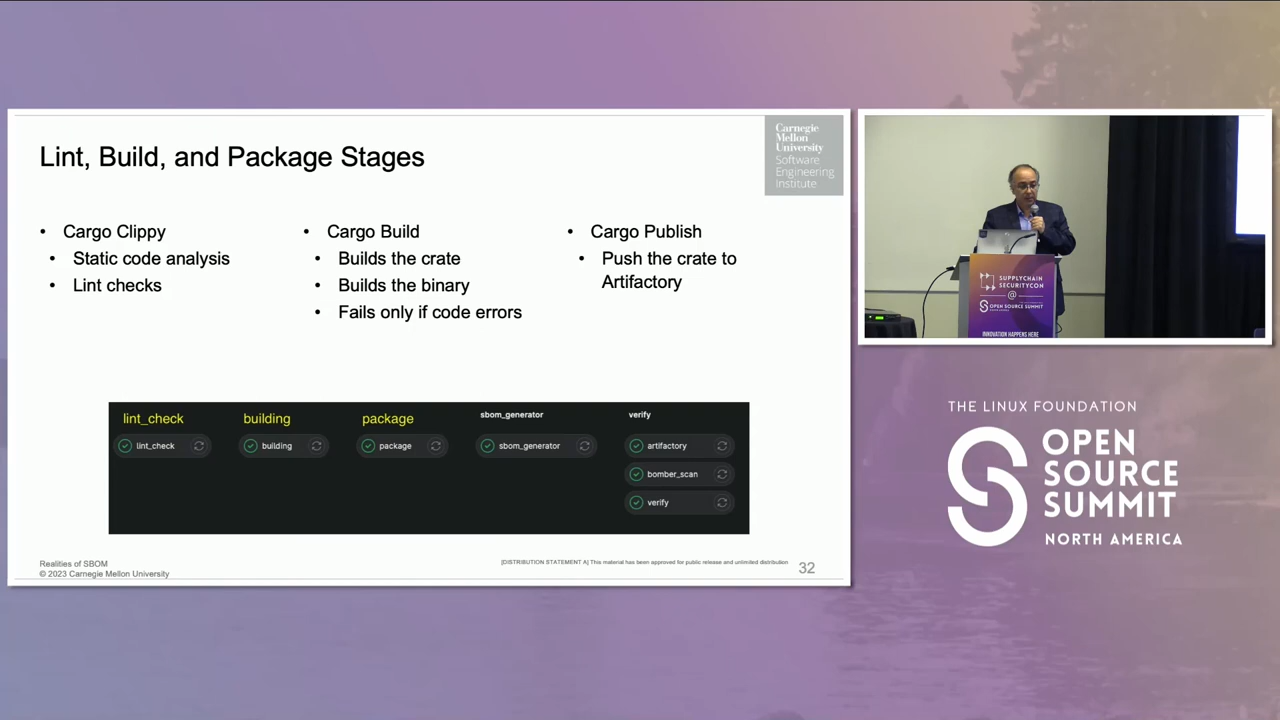 Lint, Build, and Package Stages
Carnegie
Mellon
University
Software
Engineering
Institute
• Cargo Clippy
• Static code analysis
• Lint checks
• Cargo Build
• Builds the crate
• Builds the binary
• Fails only if code errors
• Cargo Publish
• Push the crate to
Artifactory
lint_check
building
package
sbom_generator
verify
lint_check
building
package
sbom_generator
artifactory
bomber_scan
verify
Realities of SBOM
© 2023 Carnegie Mellon University
[DISTRIBUTION STATEMENT A] This material has been approved for public release and unlimited distribution
32
SUPPLYCHAIN
SECURITYCON
@
OPEN SOURCE SUMMIT
INNOVATION HAPPENS HERE
THE LINUX FOUNDATION
OPEN
SOURCE
SUMMIT
NORTH AMERICA